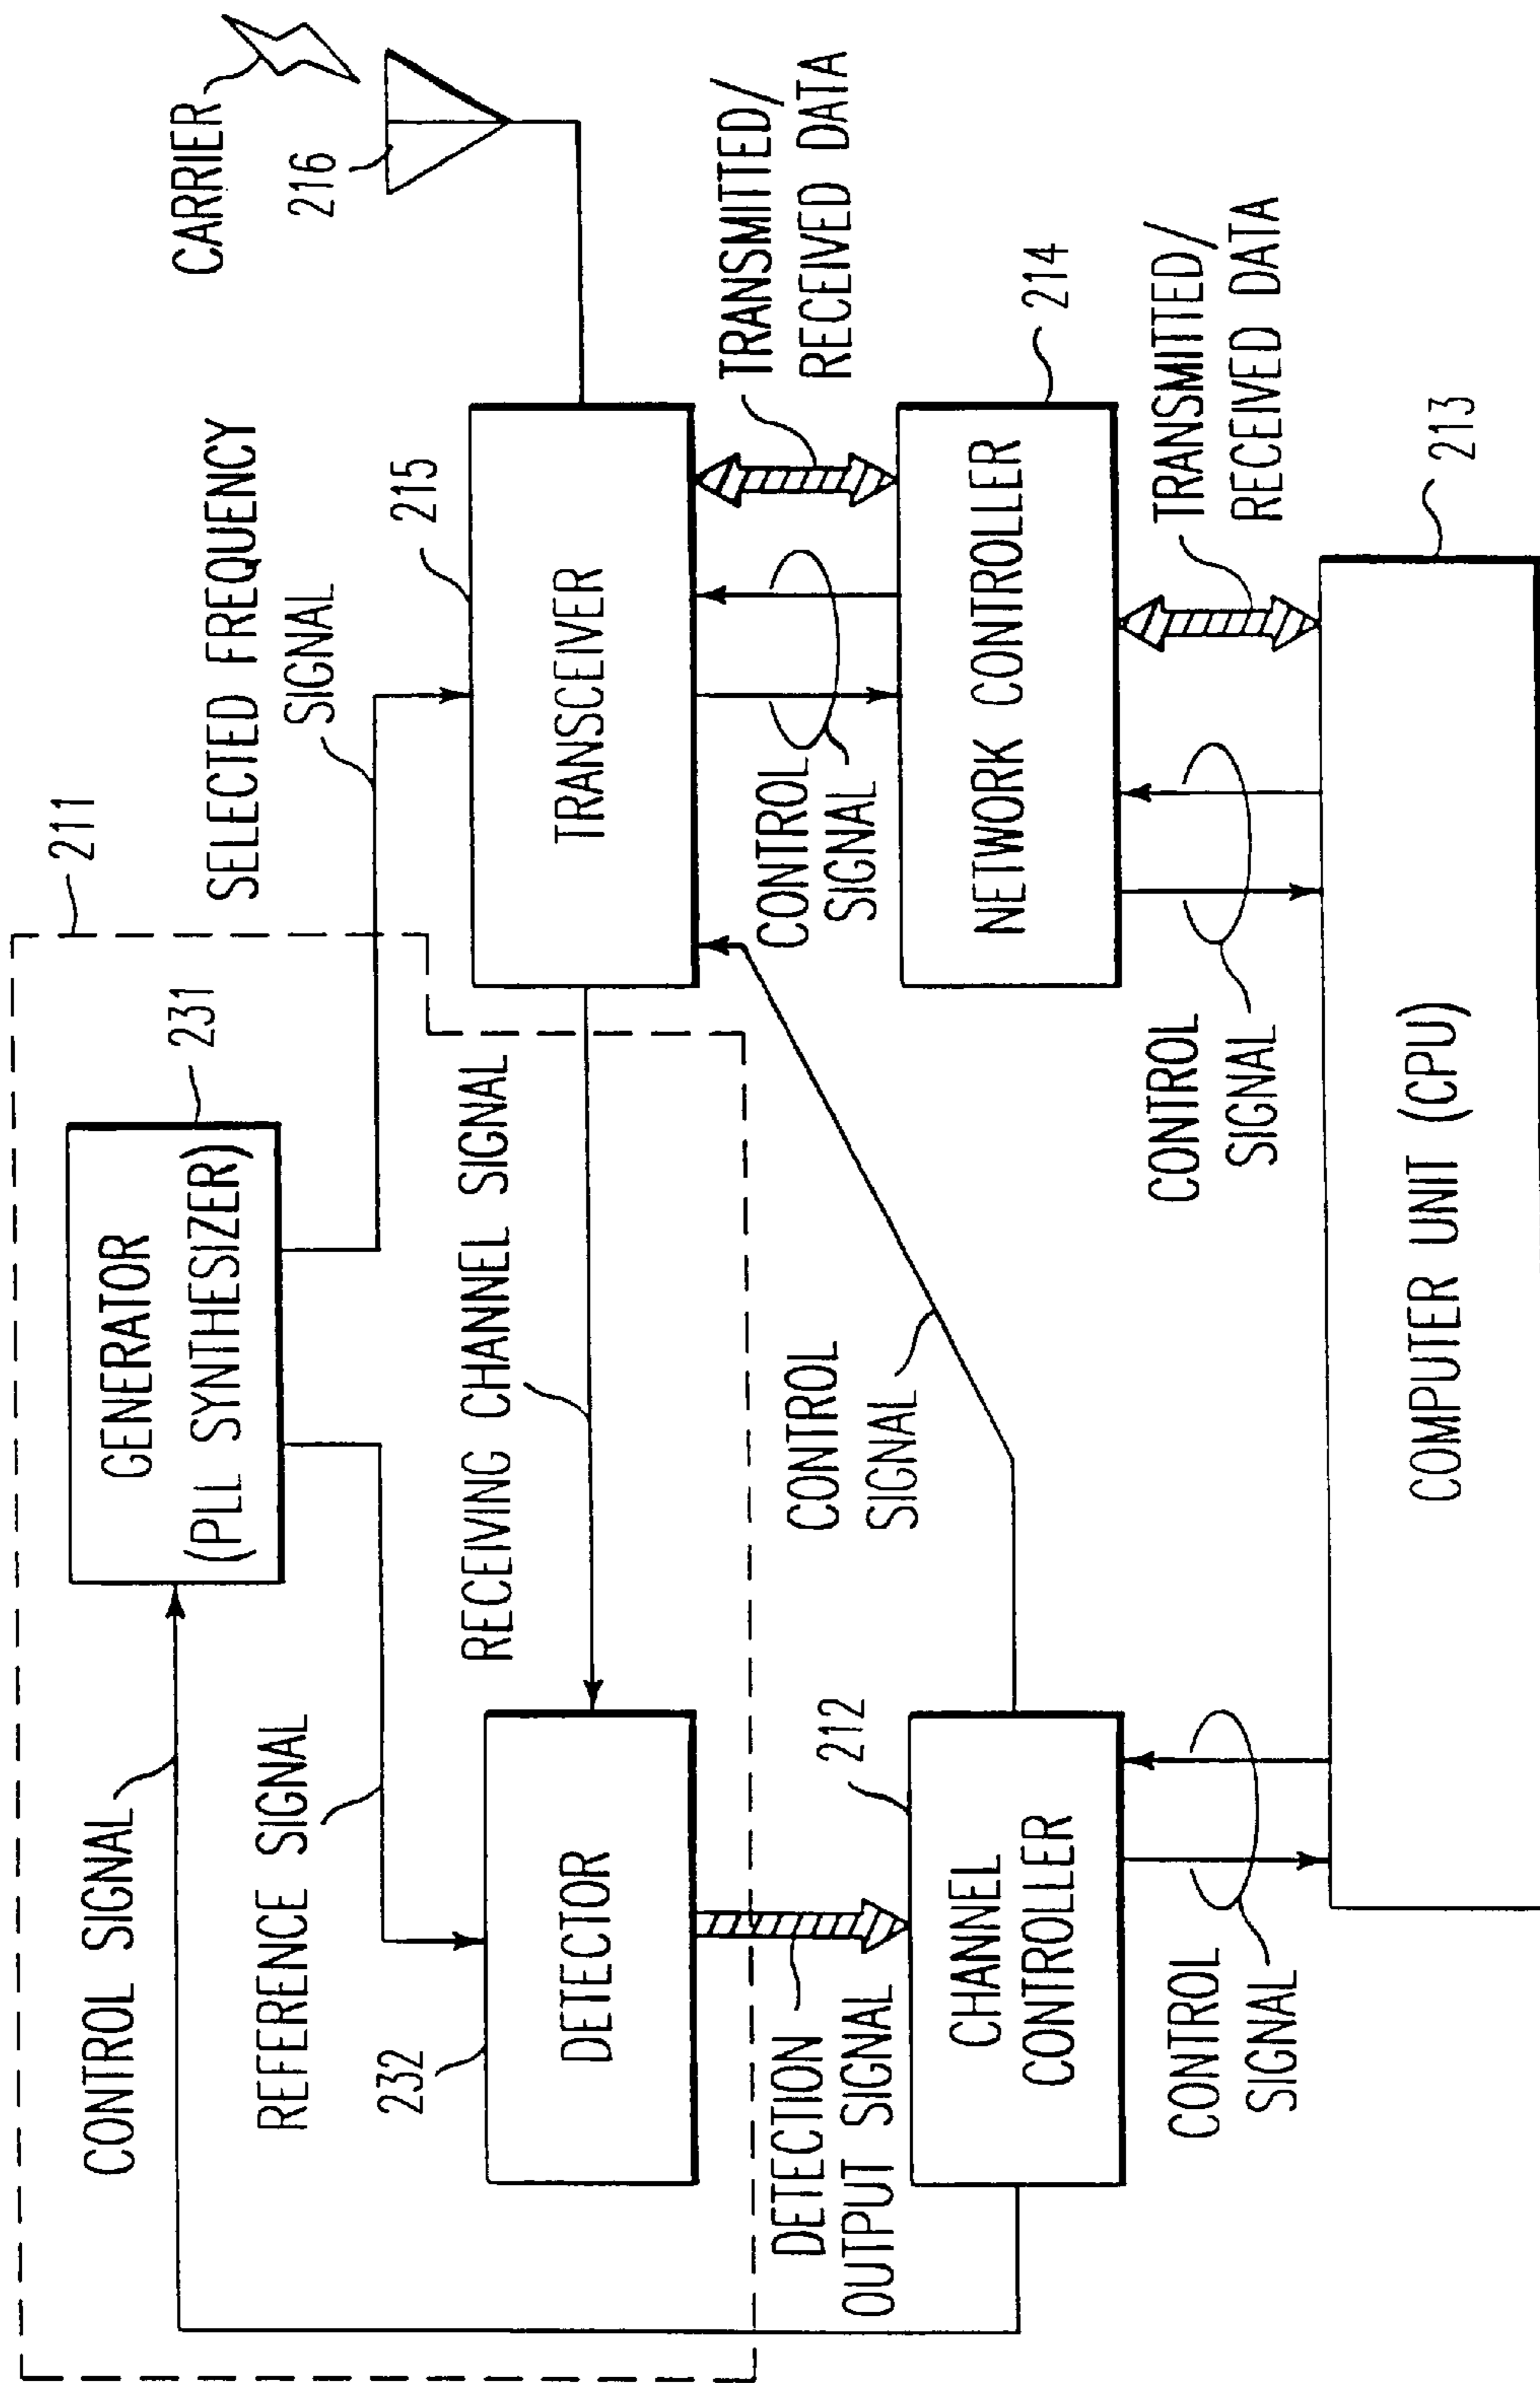 CARRIER
216
SELECTED FREQUENCY
SIGNAL
211
GENERATOR
(PLL SYNTHESIZER)
231
CONTROL SIGNAL
REFERENCE SIGNAL
RECEIVING CHANNEL SIGNAL
232
DETECTOR
215
TRANSCEIVER
TRANSMITTED/
RECEIVED DATA
CONTROL
SIGNAL
CONTROL
SIGNAL
DETECTION
OUTPUT SIGNAL
212
CHANNEL
CONTROLLER
NETWORK CONTROLLER
214
TRANSMITTED/
RECEIVED DATA
CONTROL
SIGNAL
CONTROL
SIGNAL
213
COMPUTER UNIT (CPU)